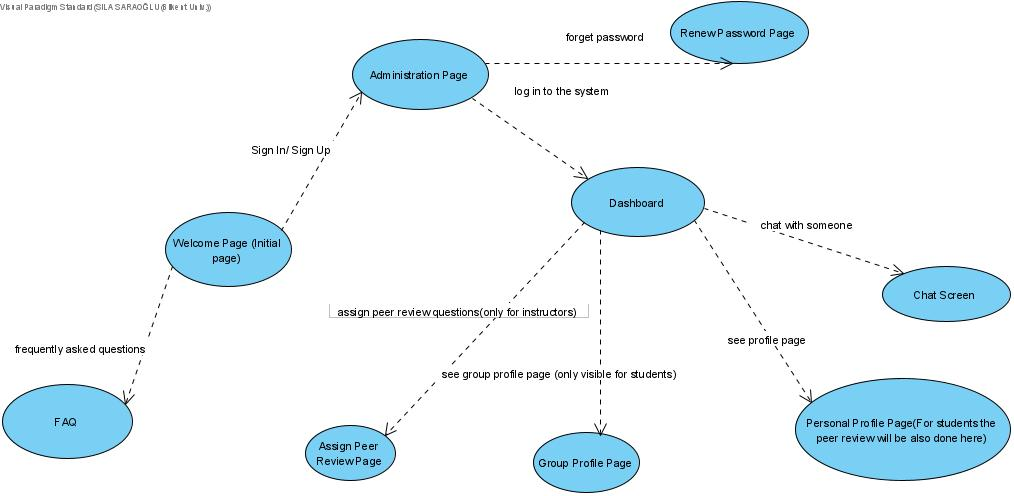 Visual Paradigm Standard (SILA SARAOĞLU (Bilkent Univ.))
forget password
Renew Password Page
Administration Page
log in to the system
Sign In/ Sign Up
Dashboard
chat with someone
Welcome Page (Initial
page)
Chat Screen
assign peer review questions(only for instructors)
see profile page
frequently asked questions
see group profile page (only visible for students)
FAQ
Personal Profile Page(For students the
peer review will be also done here)
Assign Peer
Review Page
Group Profile Page